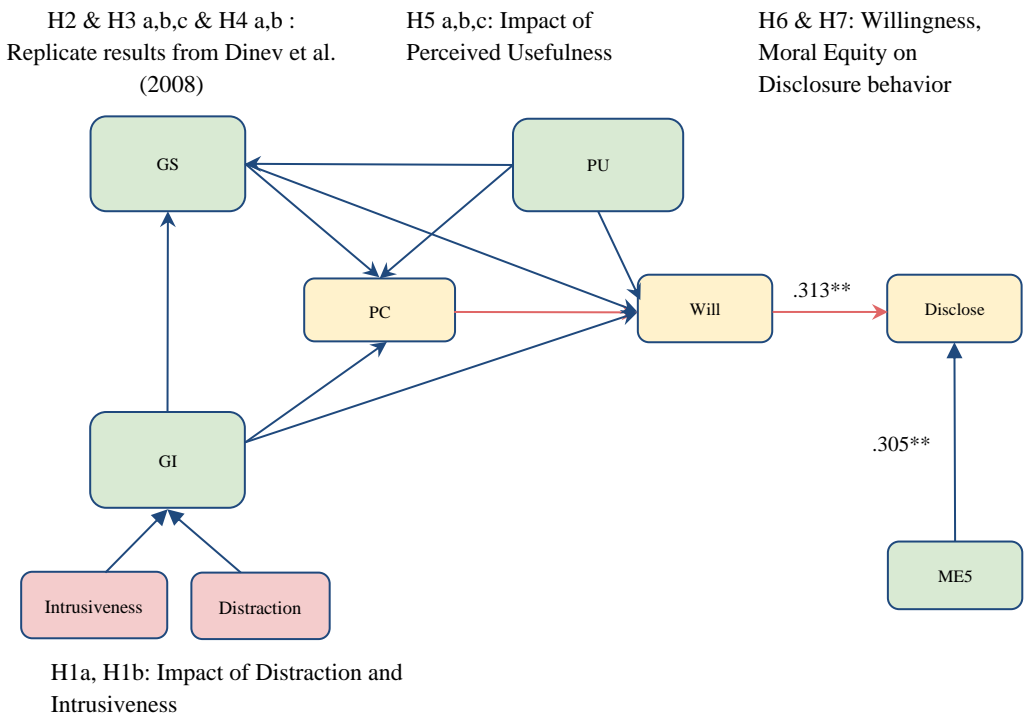 H2 & H3 a,b,c & H4 a,b :
Replicate results from Dinev et al.
(2008)
H5 a,b,c: Impact of
Perceived Usefulness
H6 & H7: Willingness,
Moral Equity on
Disclosure behavior
GS
PU
PC
Will
.313**
Disclose
GI
.305**
ME5
Intrusiveness
Distraction
H1a, H1b: Impact of Distraction and
Intrusiveness